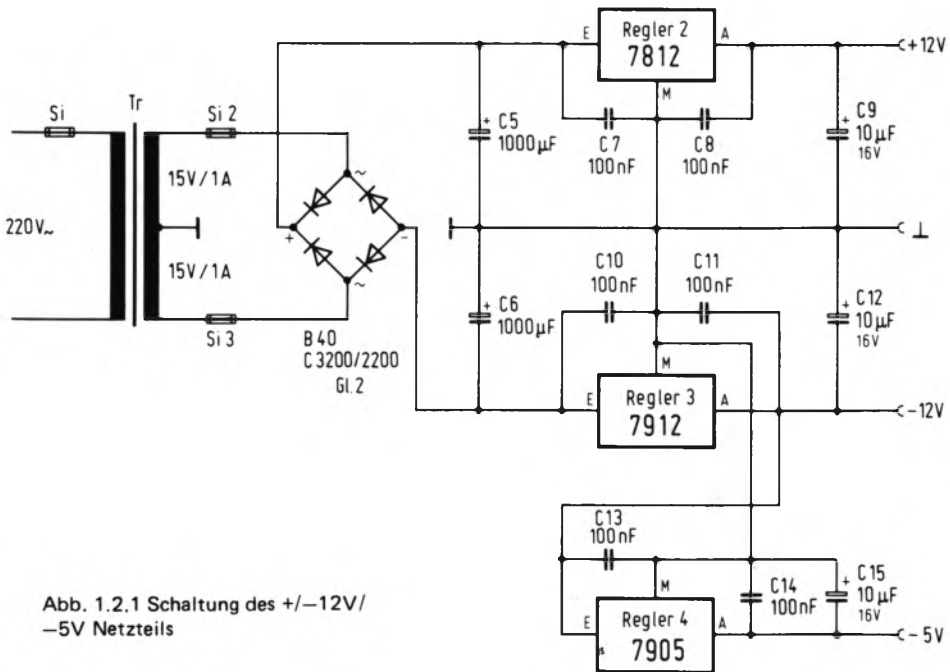 Si
Tr
Si 2
15V/1A
220V~
15V/1A
Si 3
+
~
-
~
B 40
C 3200/2200
Gl. 2
+ C5
1000µF
E
Regler 2
7812
A
M
C7
100nF
C8
100nF
+ C9
10µF
16V
+12V
⊥
+ C6
1000µF
C10
100nF
C11
100nF
+ C12
10µF
16V
M
E
Regler 3
7912
A
-12V
C13
100nF
M
E
Regler 4
7905
A
C14
100nF
+ C15
10µF
16V
-5V
Abb. 1.2.1 Schaltung des +/−12V/
−5V Netzteils